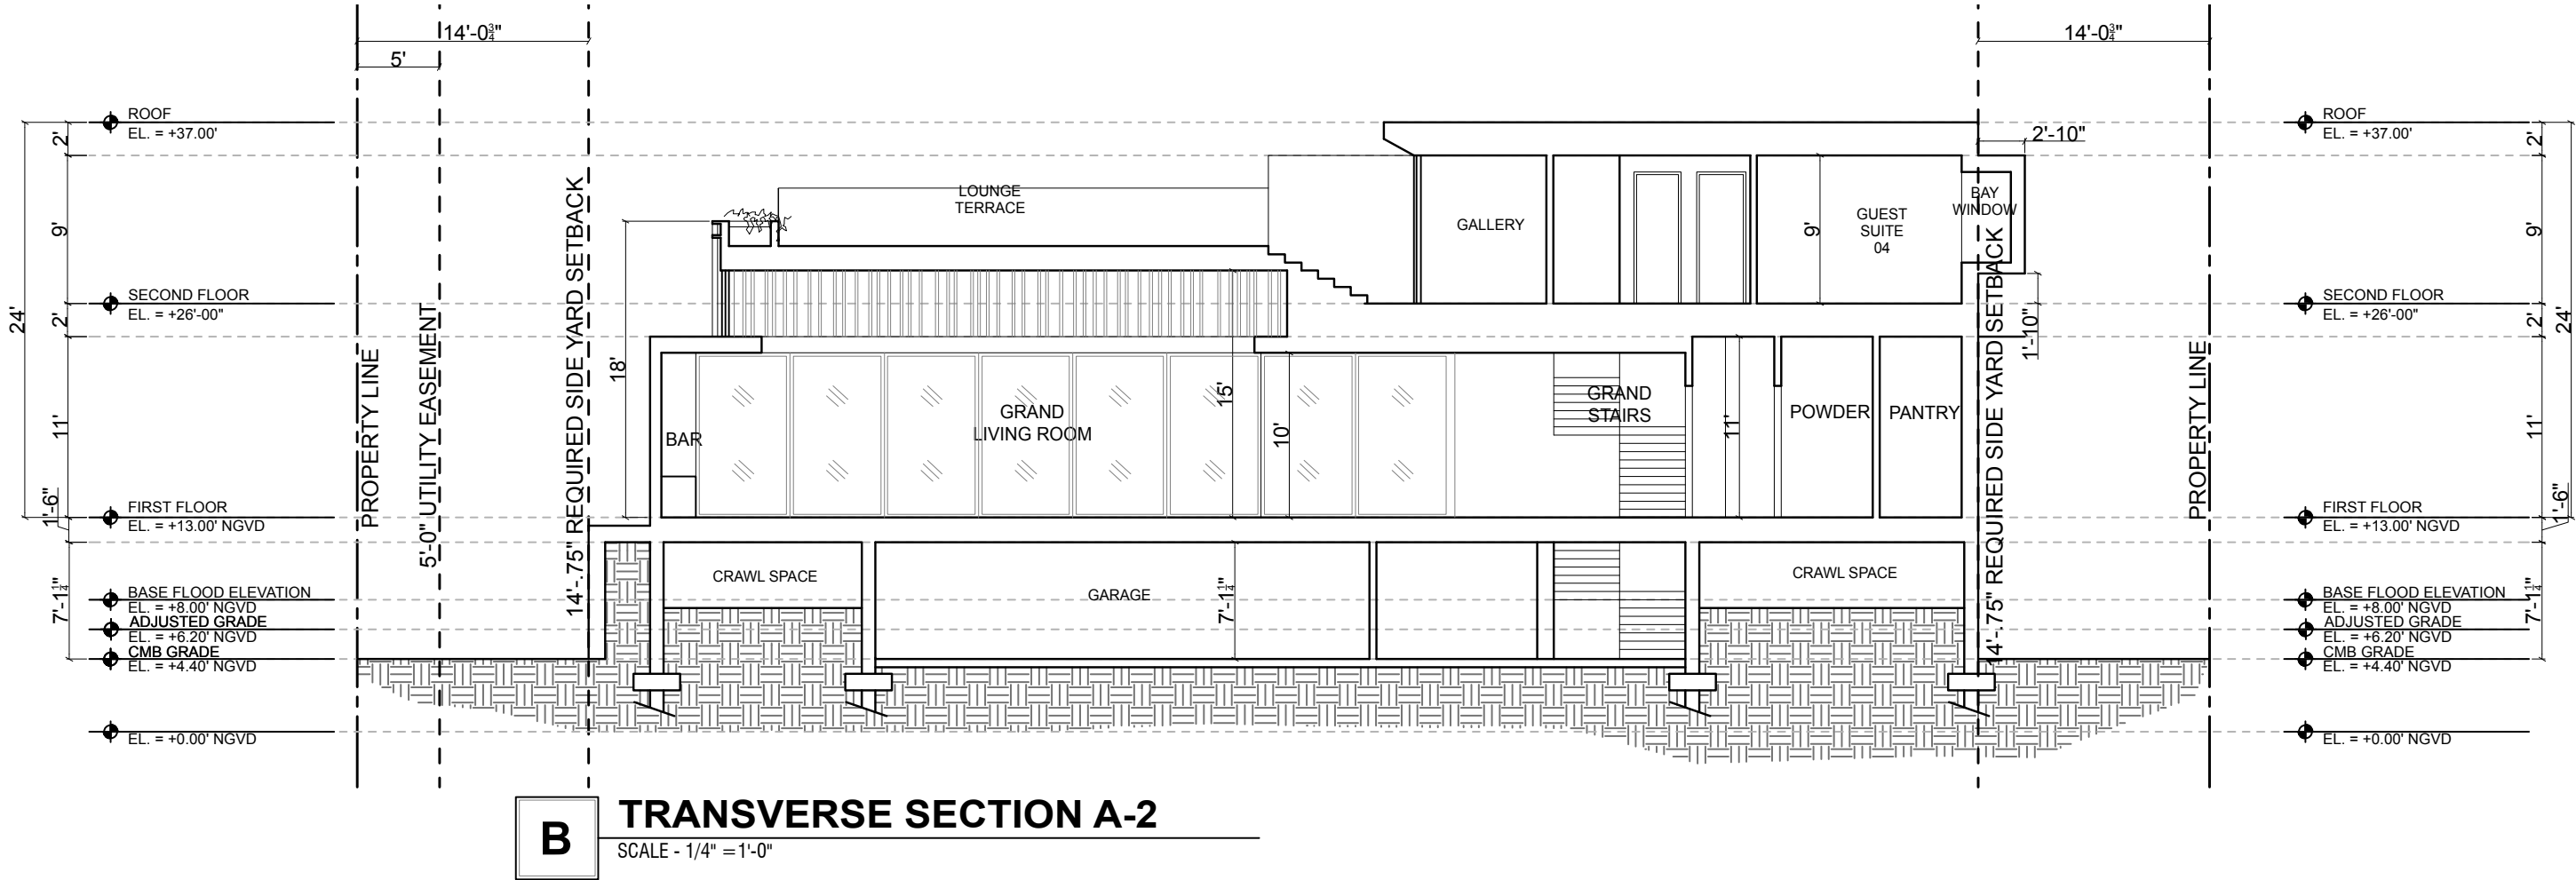 14'-0¾"
14'-0¾"
5'
ROOF
EL. = +37.00'
2'
2'-10"
ROOF
EL. = +37.00'
2'
LOUNGE
TERRACE
GALLERY
GUEST
SUITE
04
9'
BAY
WINDOW
9'
9'
SECOND FLOOR
EL. = +26'-00"
2'
24'
SECOND FLOOR
EL. = +26'-00"
2'
24'
1'-10"
18'
15'
10'
11'
11'
11'
PROPERTY LINE
5'-0" UTILITY EASEMENT
14'-.75" REQUIRED SIDE YARD SETBACK
BAR
GRAND
LIVING ROOM
GRAND
STAIRS
POWDER
PANTRY
14'-.75" REQUIRED SIDE YARD SETBACK
PROPERTY LINE
FIRST FLOOR
EL. = +13.00' NGVD
1'-6"
FIRST FLOOR
EL. = +13.00' NGVD
1'-6"
CRAWL SPACE
GARAGE
7'-1¼"
CRAWL SPACE
7'-1¼"
BASE FLOOD ELEVATION
EL. = +8.00' NGVD
ADJUSTED GRADE
EL. = +6.20' NGVD
CMB GRADE
EL. = +4.40' NGVD
EL. = +0.00' NGVD
BASE FLOOD ELEVATION
EL. = +8.00' NGVD
ADJUSTED GRADE
EL. = +6.20' NGVD
CMB GRADE
EL. = +4.40' NGVD
EL. = +0.00' NGVD
7'-1¼"
B
TRANSVERSE SECTION A-2
SCALE - 1/4" =1'-0"